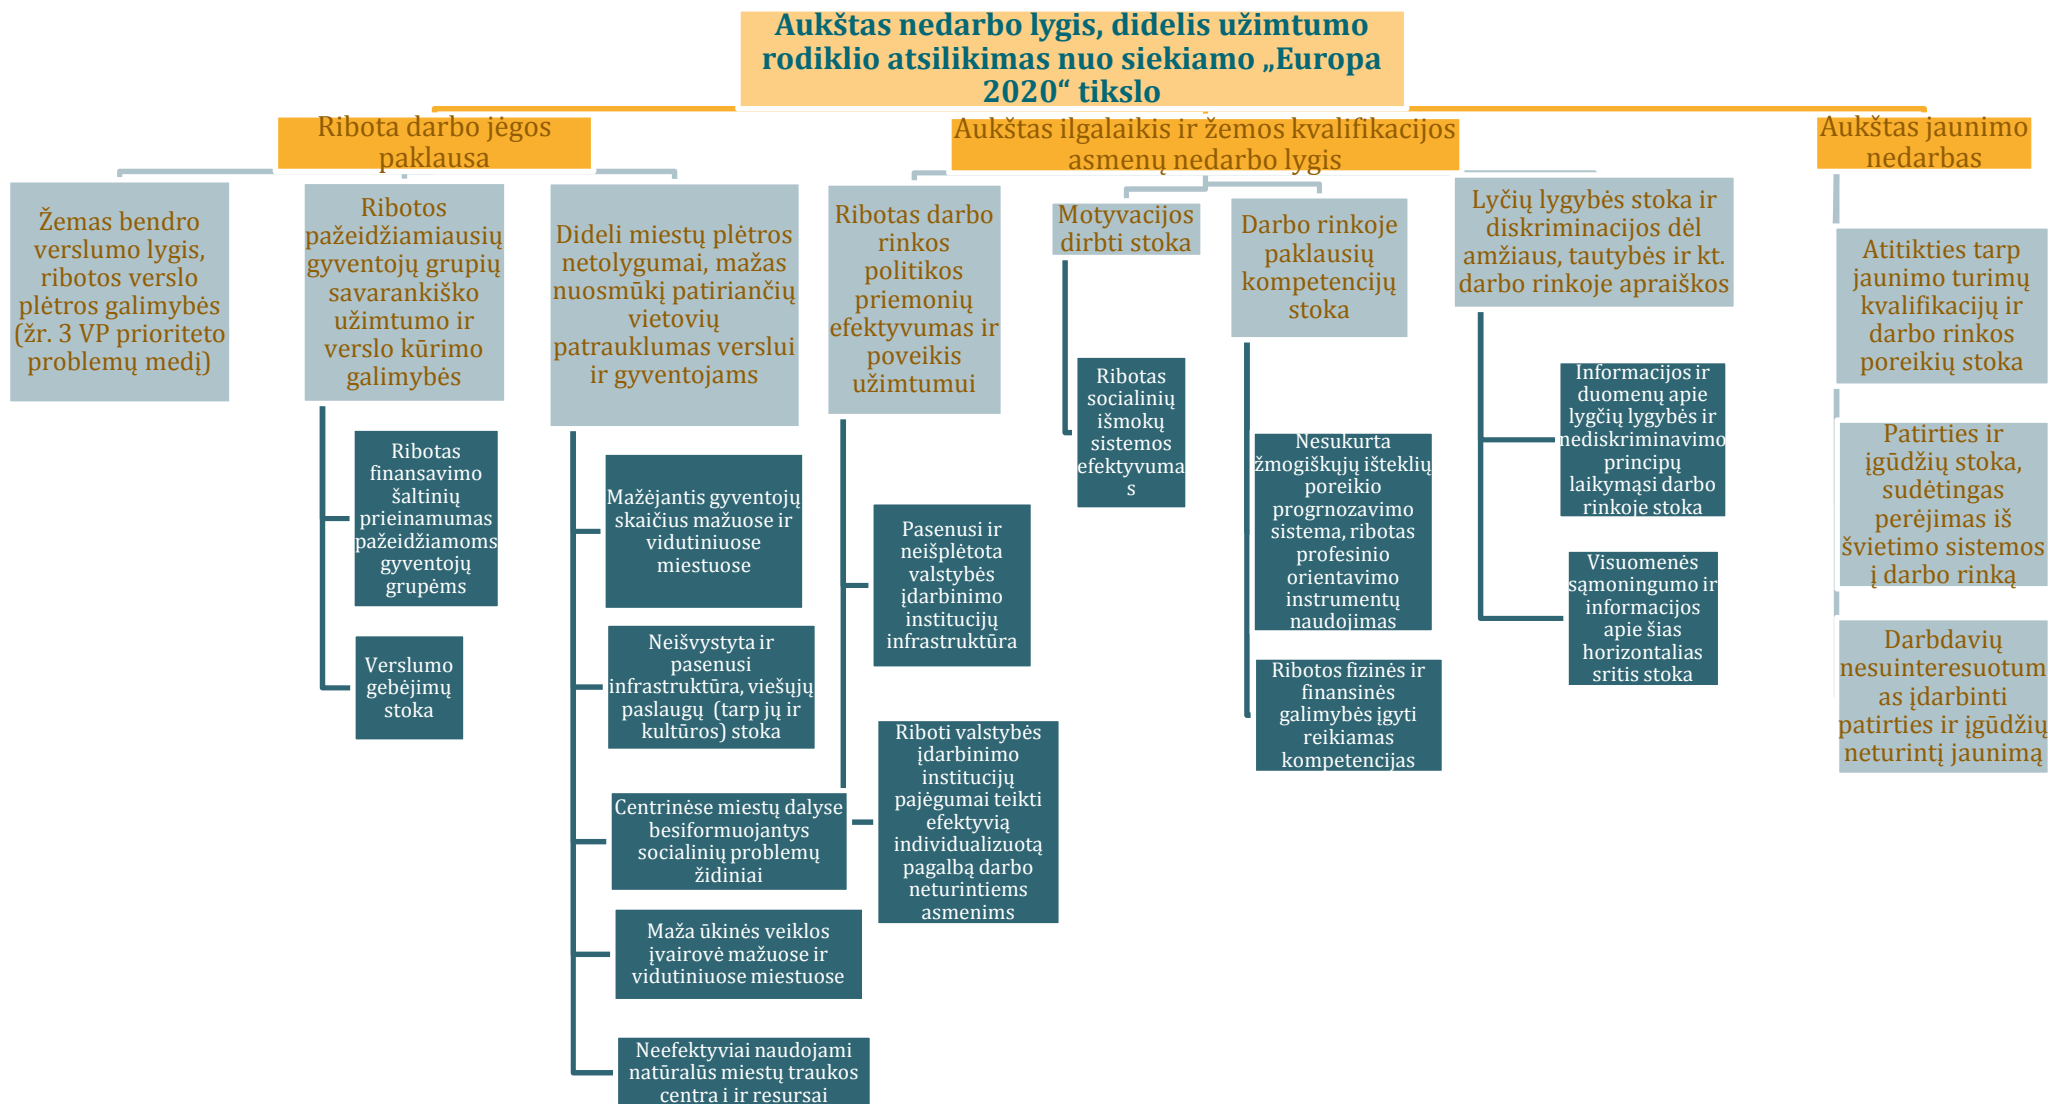 Aukštas nedarbo lygis, didelis užimtumo
rodiklio atsilikimas nuo siekiamo „Europa
2020“ tikslo
Ribota darbo jėgos
paklausa
Aukštas ilgalaikis ir žemos kvalifikacijos
asmenų nedarbo lygis
Aukštas jaunimo
nedarbas
Žemas bendro
verslumo lygis,
ribotos verslo
plėtros galimybės
(žr. 3 VP prioriteto
problemų medį)
Ribotos
pažeidžiamiausių
gyventojų grupių
savarankiško
užimtumo ir
verslo kūrimo
galimybės
Ribotas
finansavimo
šaltinių
prieinamumas
pažeidžiamoms
gyventojų
grupėms
Verslumo
gebėjimų
stoka
Dideli miestų plėtros
netolygumai, mažas
nuosmūkį patiriančių
vietovių
patrauklumas verslui
ir gyventojams
Mažėjantis gyventojų
skaičius mažuose ir
vidutiniuose
miestuose
Neišvystyta ir
pasenusi
infrastruktūra, viešųjų
paslaugų (tarp jų ir
kultūros) stoka
Centrinėse miestų dalyse
besiformuojantys
socialinių problemų
židiniai
Maža ūkinės veiklos
įvairovė mažuose ir
vidutiniuose miestuose
Neefektyviai naudojami
natūralūs miestų traukos
centra i ir resursai
Ribotas darbo
rinkos
politikos
priemonių
efektyvumas ir
poveikis
užimtumui
Pasenusi ir
neišplėtota
valstybės
įdarbinimo
institucijų
infrastruktūra
Riboti valstybės
įdarbinimo
institucijų
pajėgumai teikti
efektyvią
individualizuotą
pagalbą darbo
neturintiems
asmenims
Motyvacijos
dirbti stoka
Ribotas
socialinių
išmokų
sistemos
efektyvuma
s
Darbo rinkoje
paklausių
kompetencijų
stoka
Nesukurta
žmogiškųjų išteklių
poreikio
progrnozavimo
sistema, ribotas
profesinio
orientavimo
instrumentų
naudojimas
Ribotos fizinės ir
finansinės
galimybės įgyti
reikiamas
kompetencijas
Lyčių lygybės stoka ir
diskriminacijos dėl
amžiaus, tautybės ir kt.
darbo rinkoje apraiškos
Informacijos ir
duomenų apie
lygčių lygybės ir
nediskriminavimo
principų
laikymąsi darbo
rinkoje stoka
Visuomenės
sąmoningumo ir
informacijos
apie šias
horizontalias
sritis stoka
Atitikties tarp
jaunimo turimų
kvalifikacijų ir
darbo rinkos
poreikių stoka
Patirties ir
įgūdžių stoka,
sudėtingas
perėjimas iš
švietimo sistemos
į darbo rinką
Darbdavių
nesuinteresuotum
as įdarbinti
patirties ir įgūdžių
neturintį jaunimą